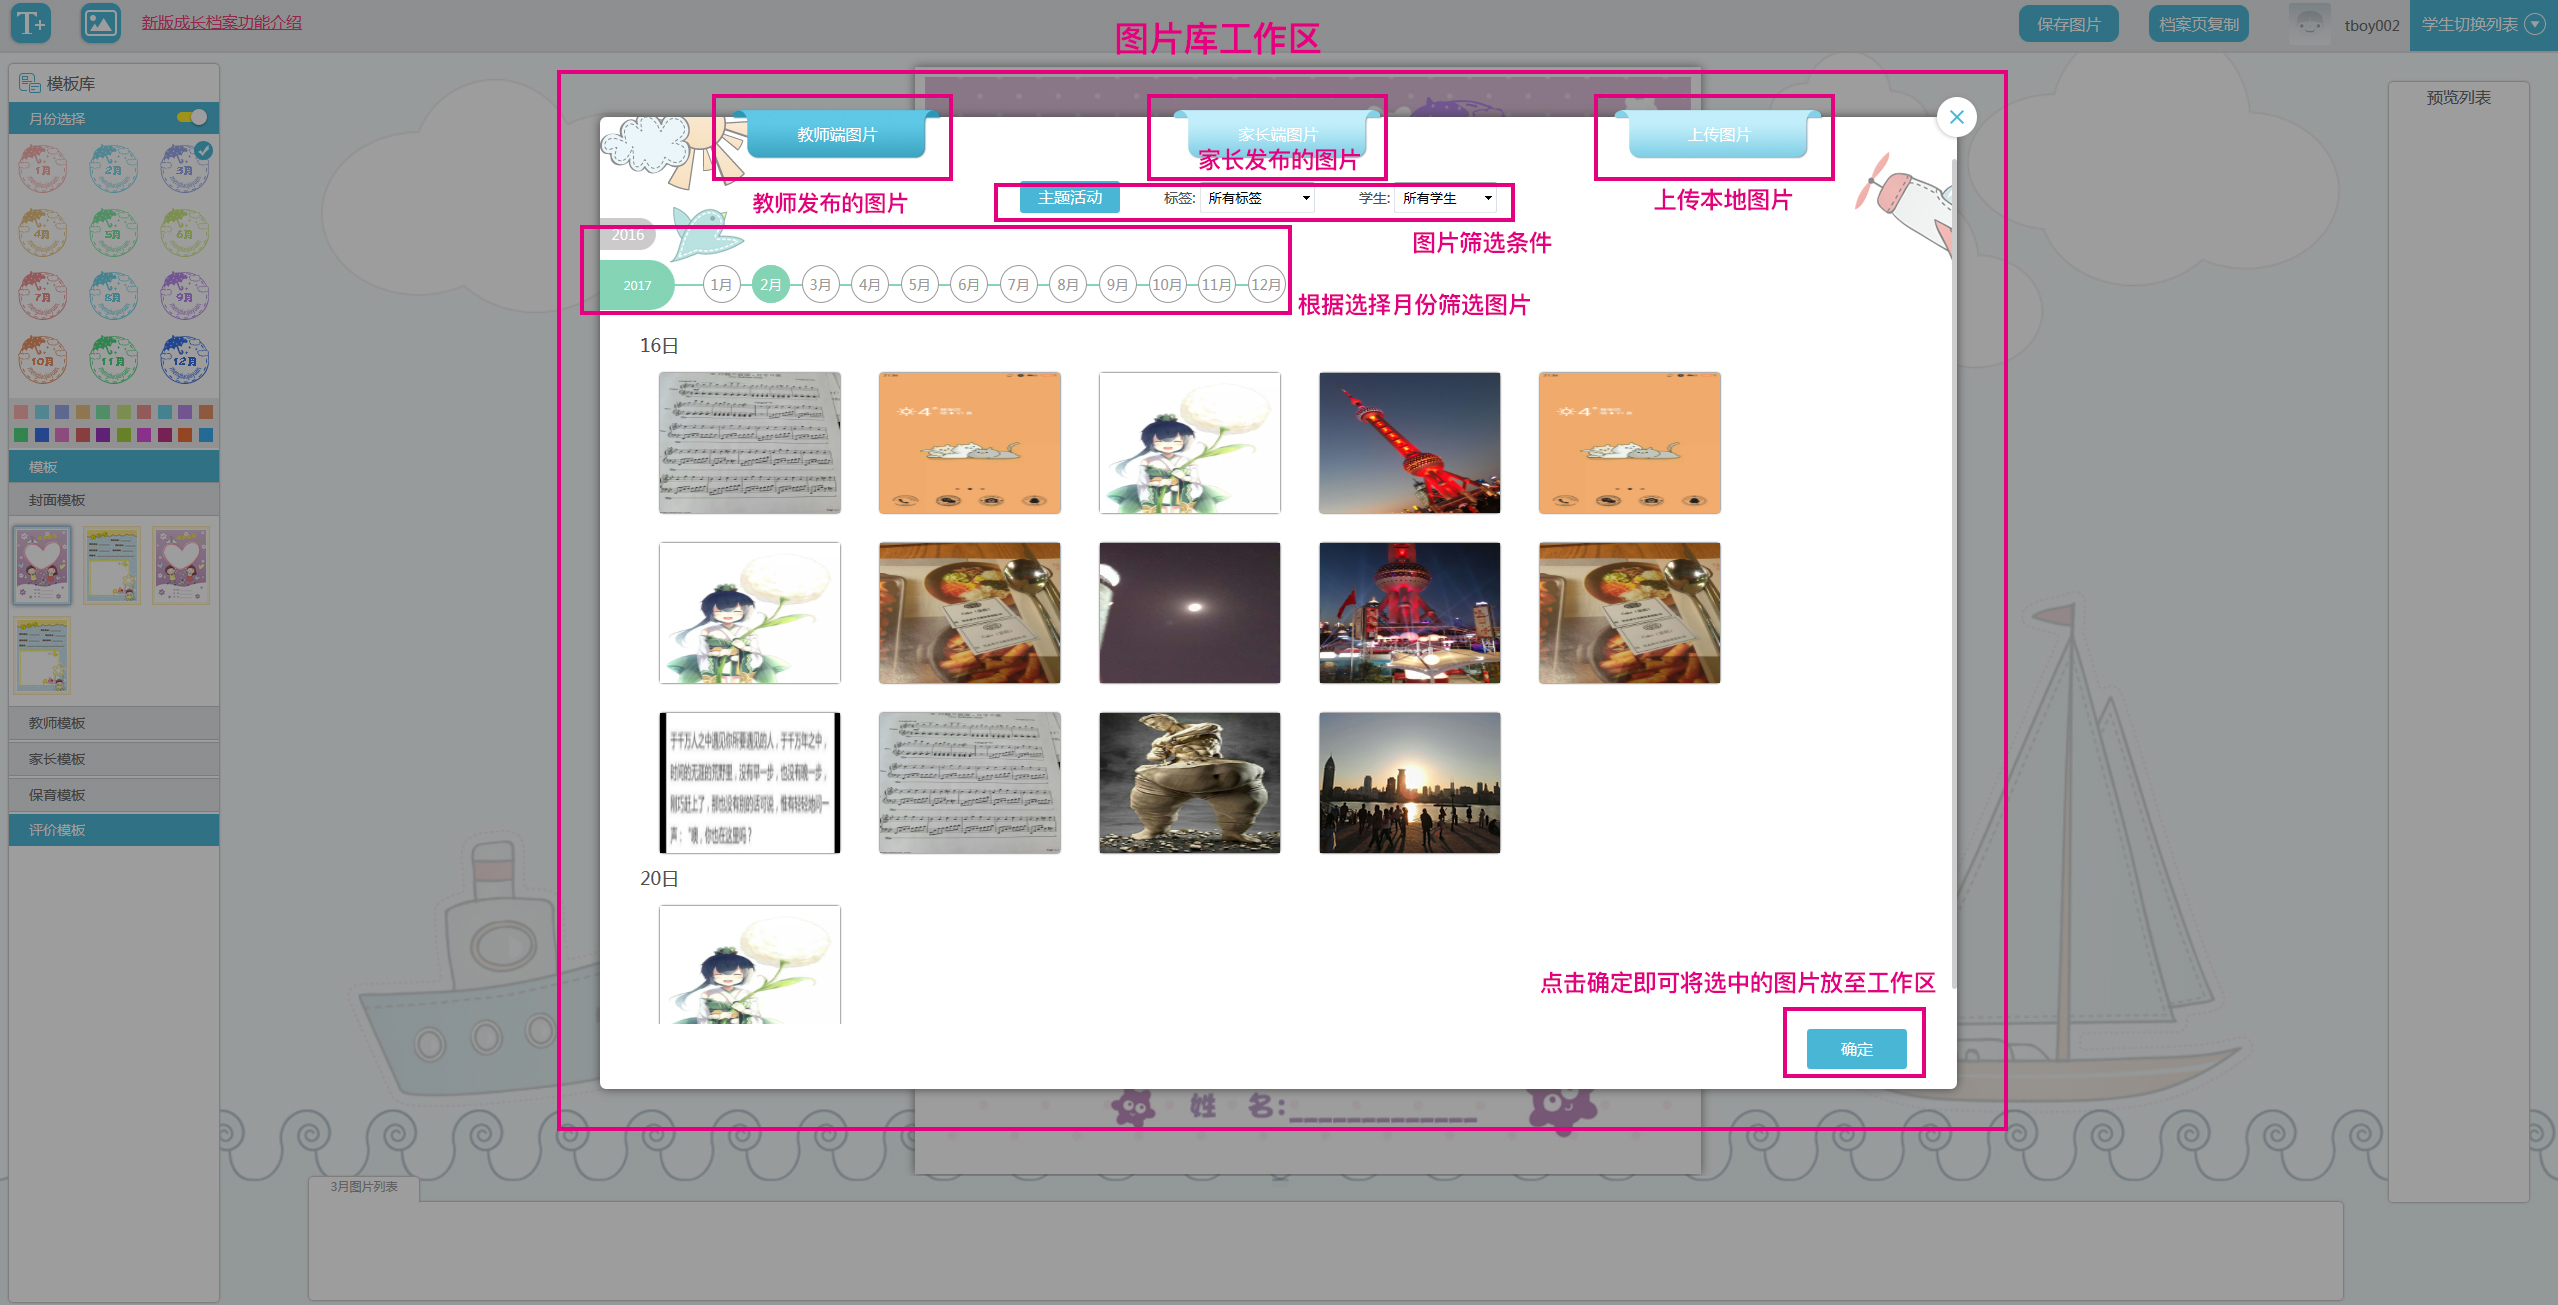 T+
新版成长档案功能介绍
图片库工作区
保存图片
档案页复制
tboy002
学生切换列表
模板库
月份选择
1月
2月
3月
4月
5月
6月
7月
8月
9月
10月
11月
12月
模板
封面模板
教师模板
家长模板
保育模板
评价模板
预览列表
教师端图片
家长端图片
上传图片
教师发布的图片
家长发布的图片
上传本地图片
主题活动
标签: 所有标签
学生: 所有学生
图片筛选条件
2016
2017
1月 2月 3月 4月 5月 6月 7月 8月 9月 10月 11月 12月
根据选择月份筛选图片
16日
4°
4°
于千万人之中遇见你所要遇见的人，于千万年之中，
时间的无涯的荒野里，没有早一步，也没有晚一步，
刚巧赶上了，那也没有别的话可说，惟有轻轻地问一
声：“噢，你也在这里吗？
20日
点击确定即可将选中的图片放至工作区
确定
姓 名:
3月图片列表